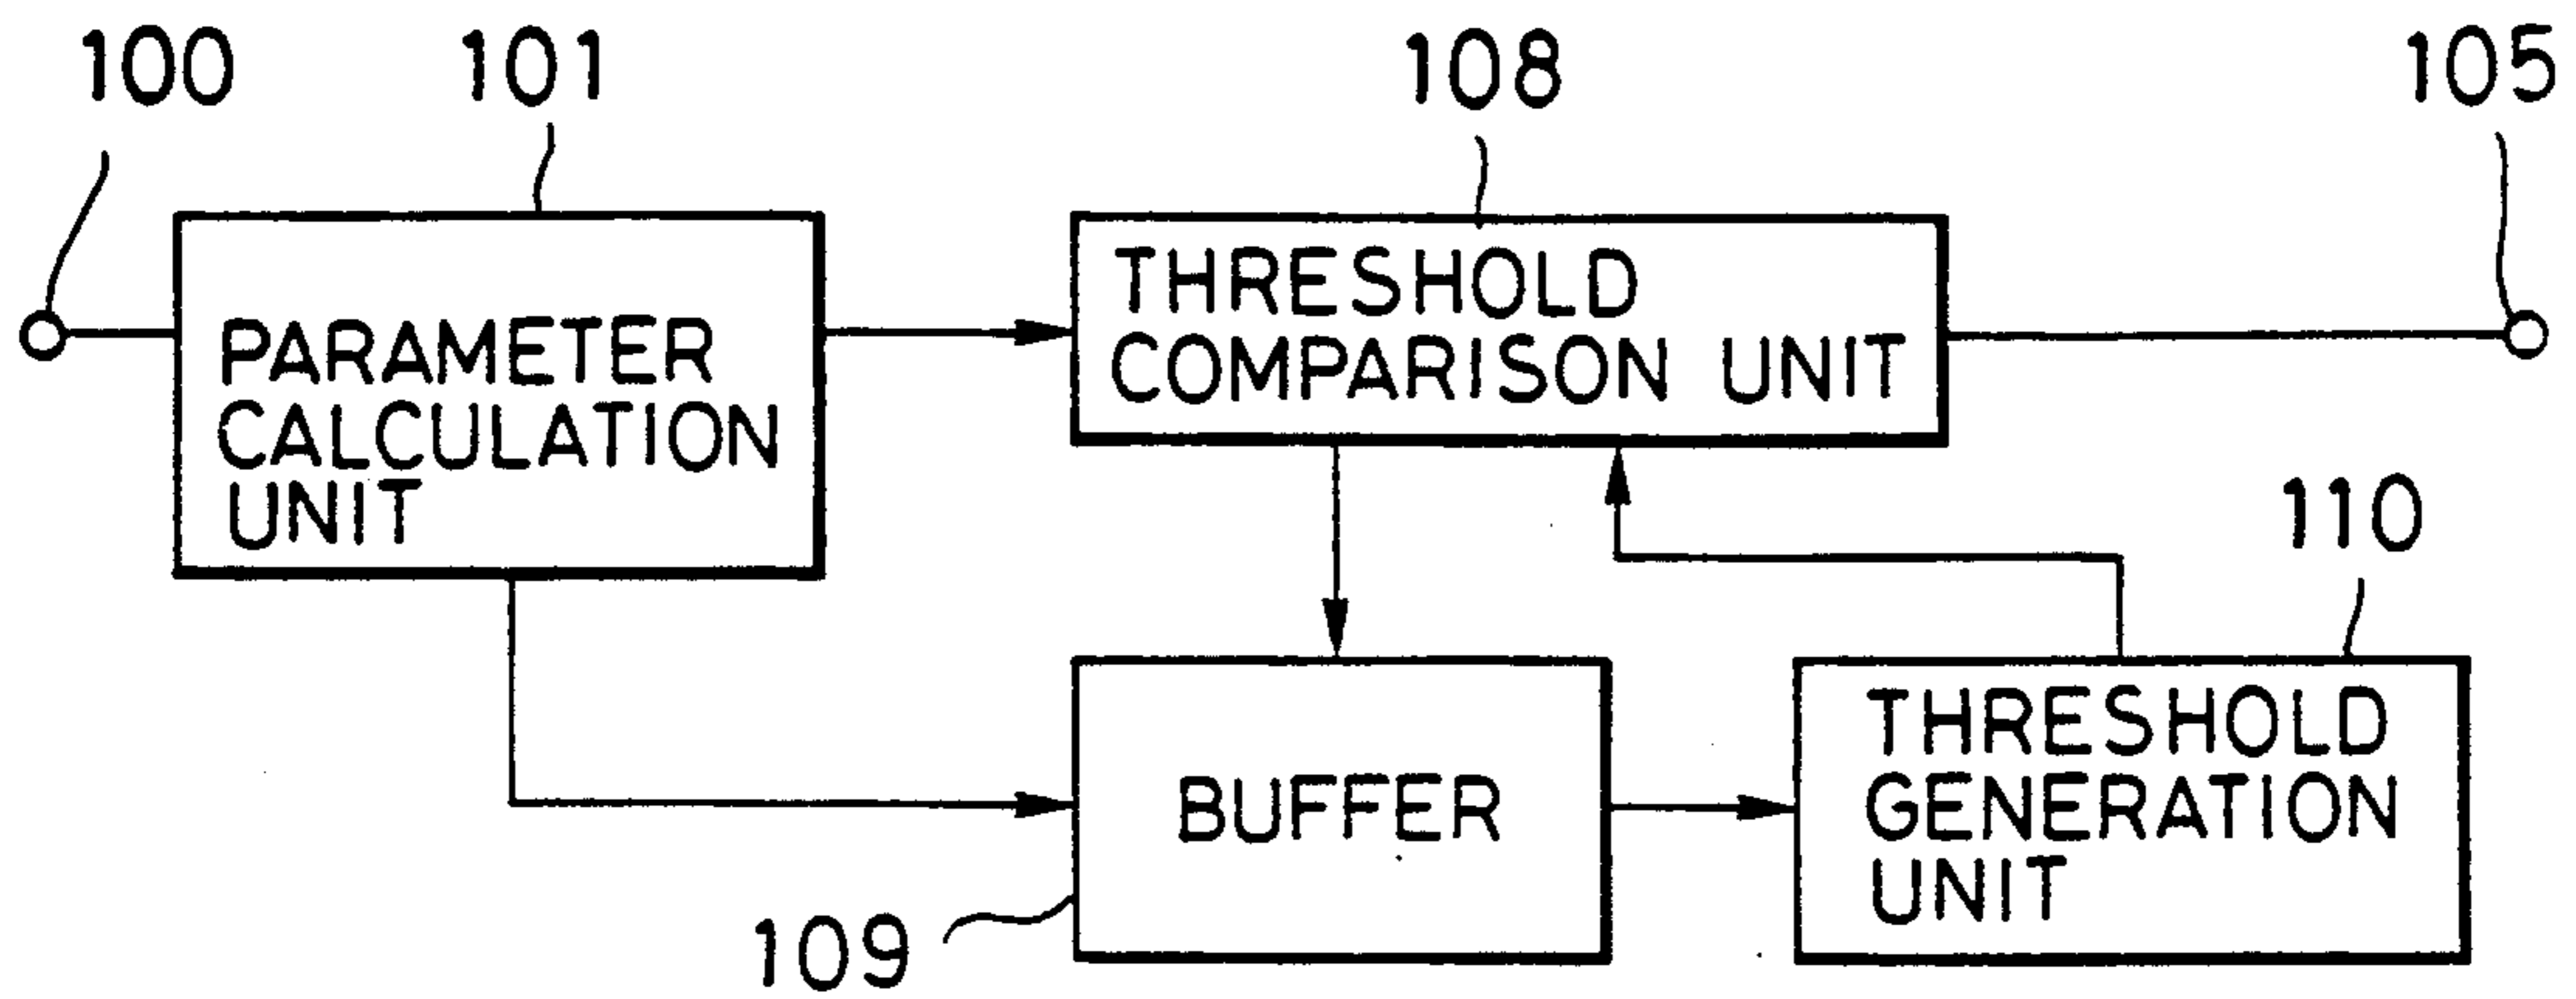 100
101
108
105
PARAMETER
CALCULATION
UNIT
THRESHOLD
COMPARISON UNIT
110
BUFFER
THRESHOLD
GENERATION
UNIT
109